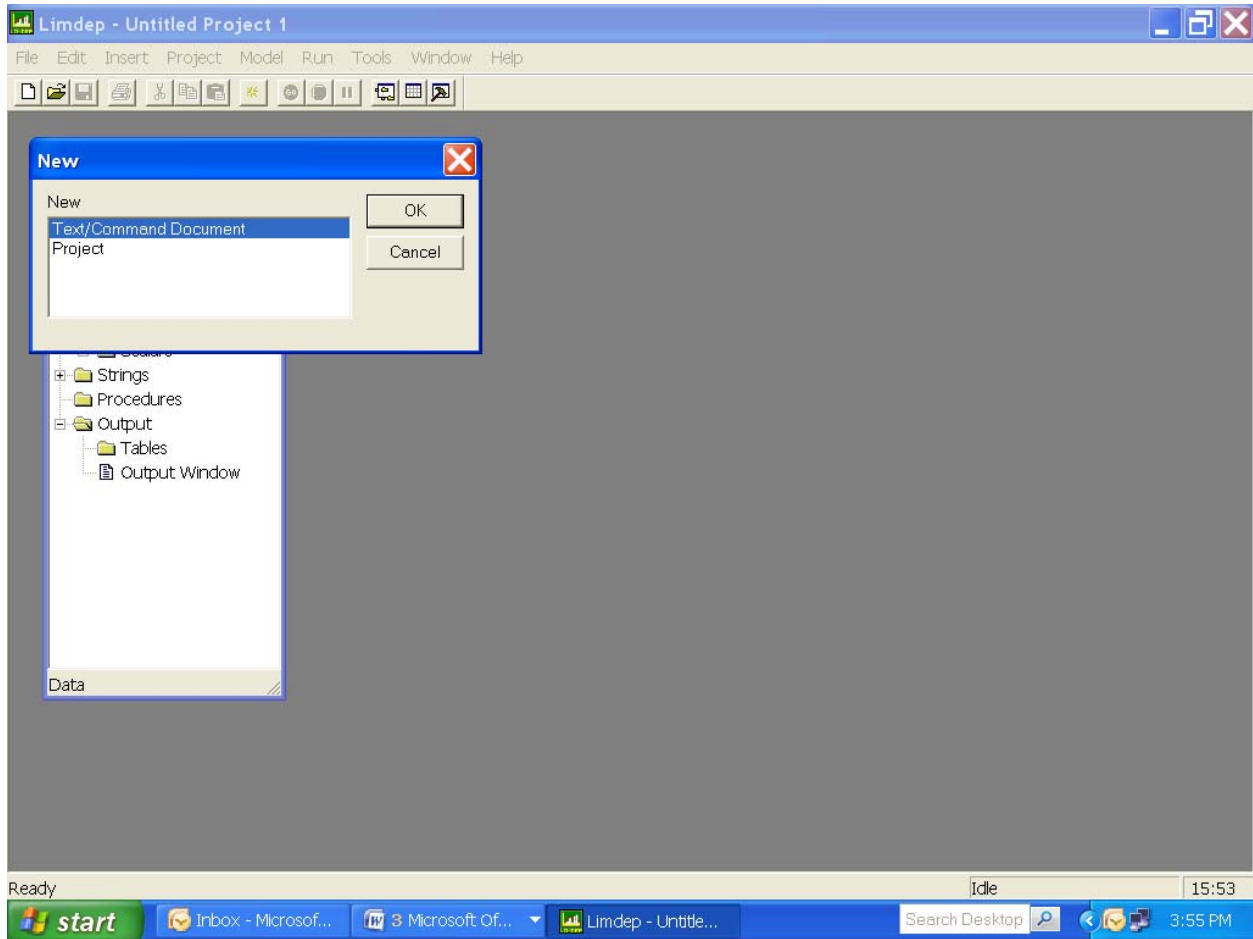 Limdep - Untitled Project 1
File Edit Insert Project Model Run Tools Window Help
New
New
Text/Command Document
Project
OK
Cancel
Strings
Procedures
Output
Tables
Output Window
Data
Ready
Idle
15:53
start
Inbox - Microsof...
3 Microsoft Of...
Limdep - Untitle...
Search Desktop
3:55 PM